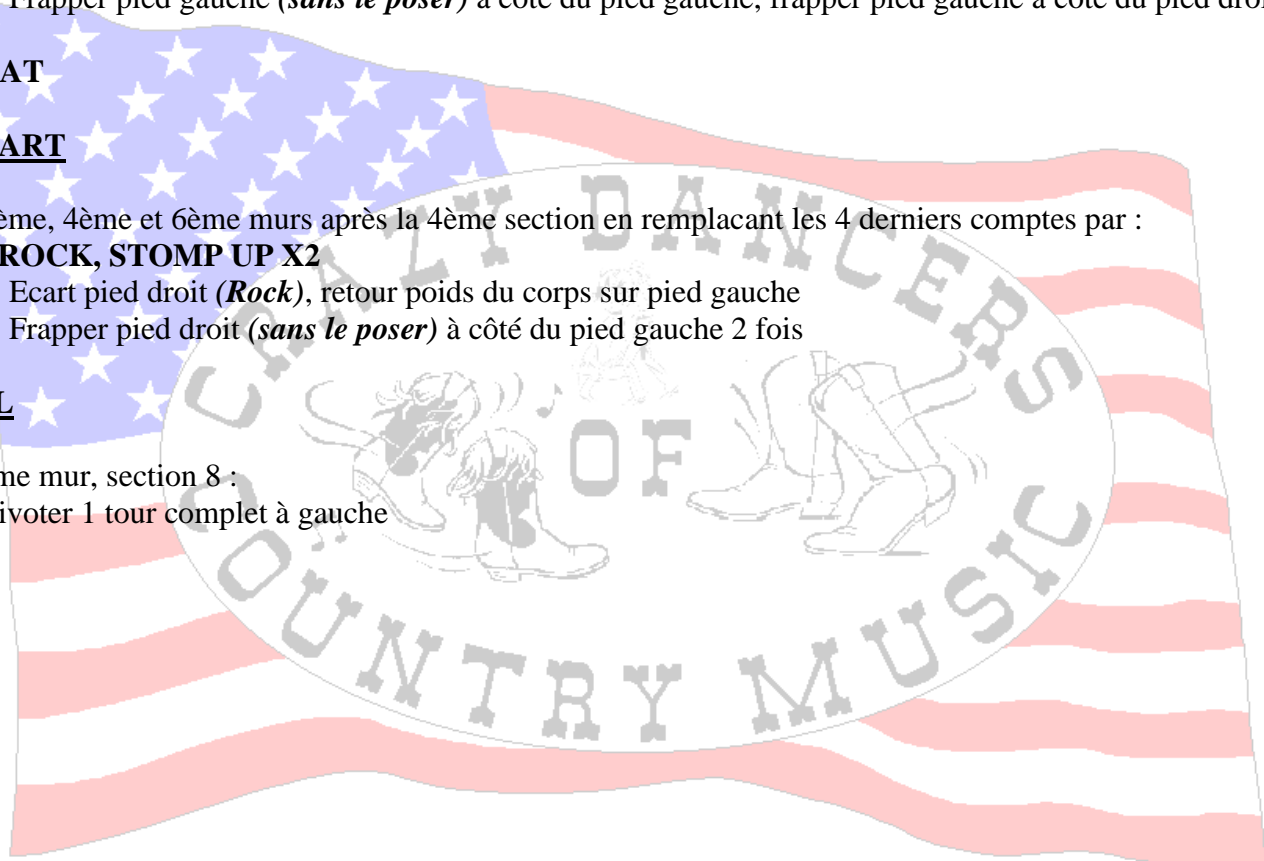 Frapper pied gauche (sans le poser) à côté du pied gauche, frapper pied gauche à côté du pied droi
AT
ART
ème, 4ème et 6ème murs après la 4ème section en remplacant les 4 derniers comptes par :
ROCK, STOMP UP X2
Ecart pied droit (Rock), retour poids du corps sur pied gauche
Frapper pied droit (sans le poser) à côté du pied gauche 2 fois
L
me mur, section 8 :
ivoter 1 tour complet à gauche
CRAZY DANCERS
OF
COUNTRY MUSIC